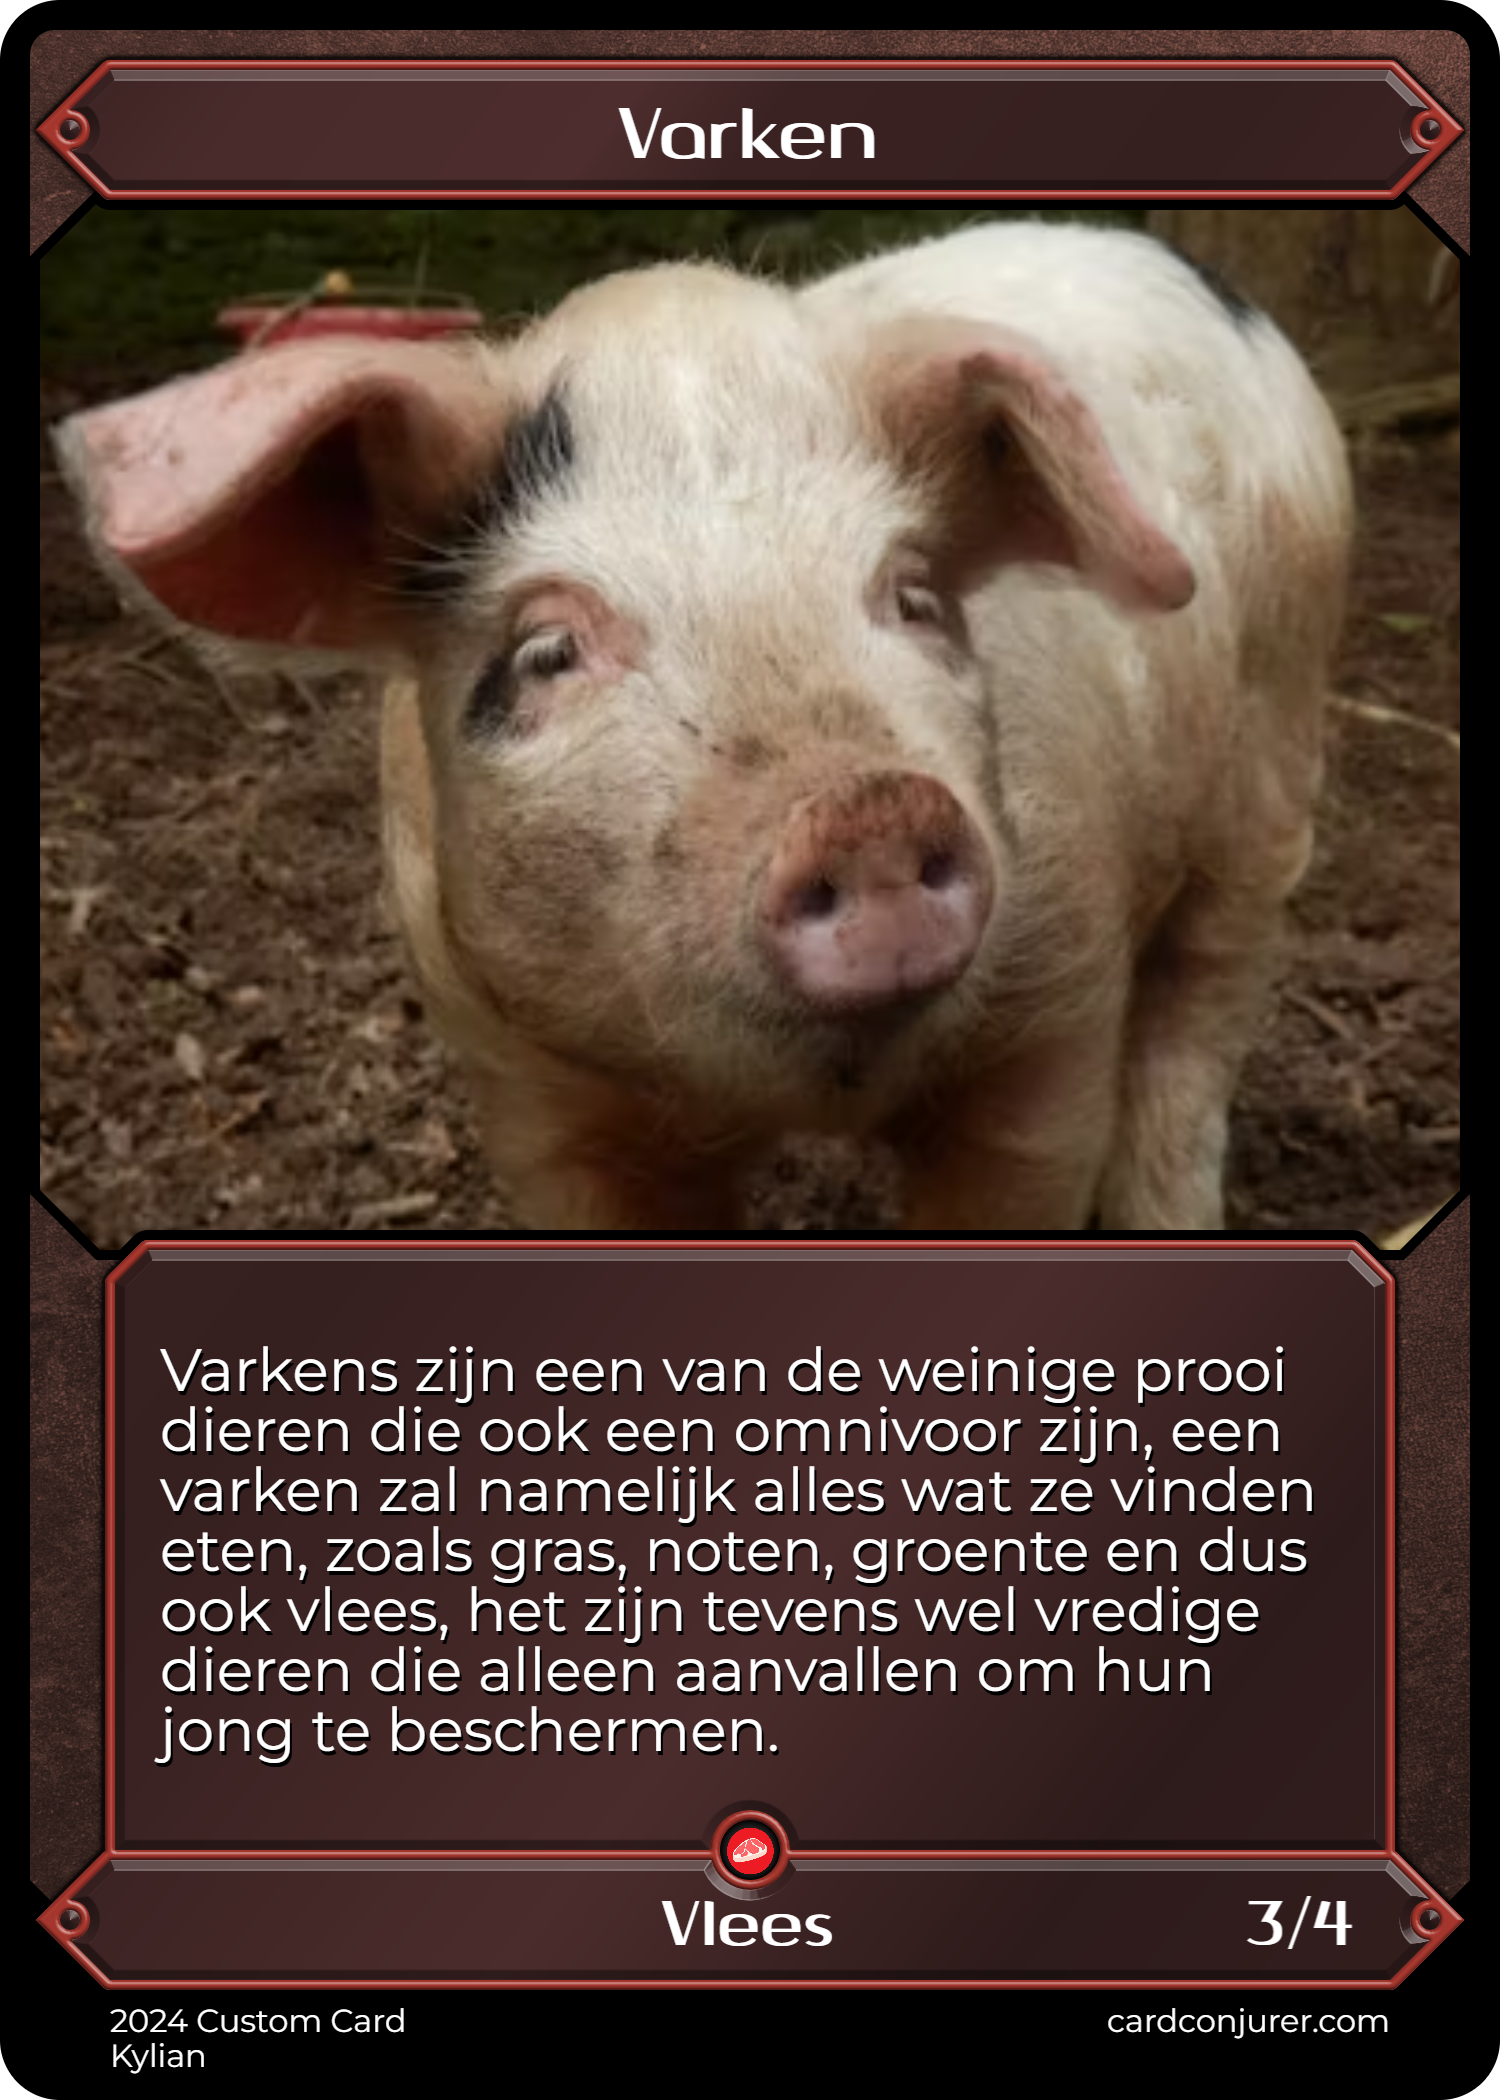 Varken
Varkens zijn een van de weinige prooi
dieren die ook een omnivoor zijn, een
varken zal namelijk alles wat ze vinden
eten, zoals gras, noten, groente en dus
ook vlees, het zijn tevens wel vredige
dieren die alleen aanvallen om hun
jong te beschermen.
Vlees
3/4
2024 Custom Card
Kylian
cardconjurer.com